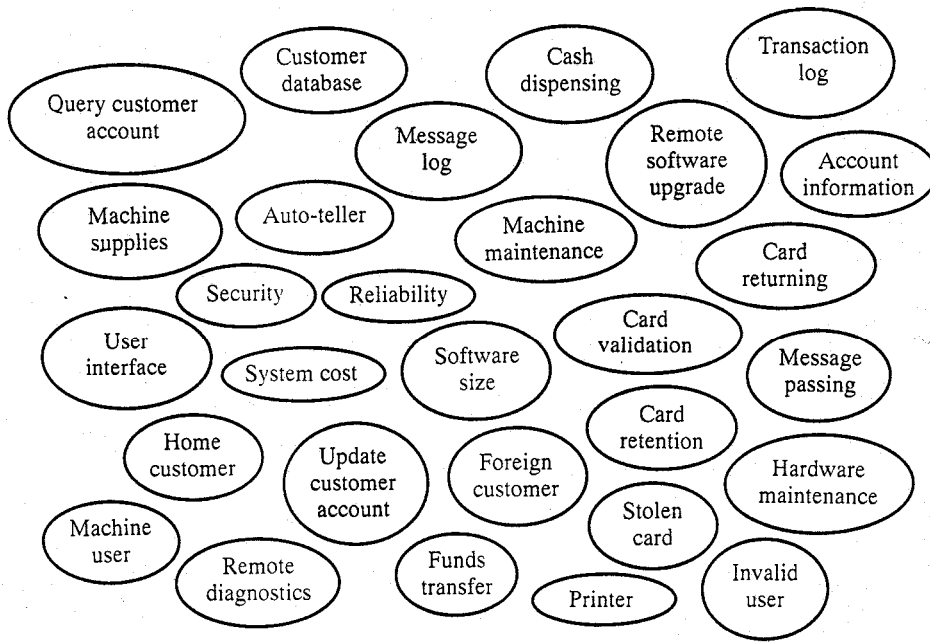 Customer
database
Cash
dispensing
Transaction
log
Query customer
account
Message
log
Remote
software
upgrade
Account
information
Machine
supplies
Auto-teller
Machine
maintenance
Card
returning
Security
Reliability
User
interface
System cost
Software
size
Card
validation
Message
passing
Home
customer
Update
customer
account
Foreign
customer
Card
retention
Hardware
maintenance
Machine
user
Remote
diagnostics
Funds
transfer
Stolen
card
Printer
Invalid
user